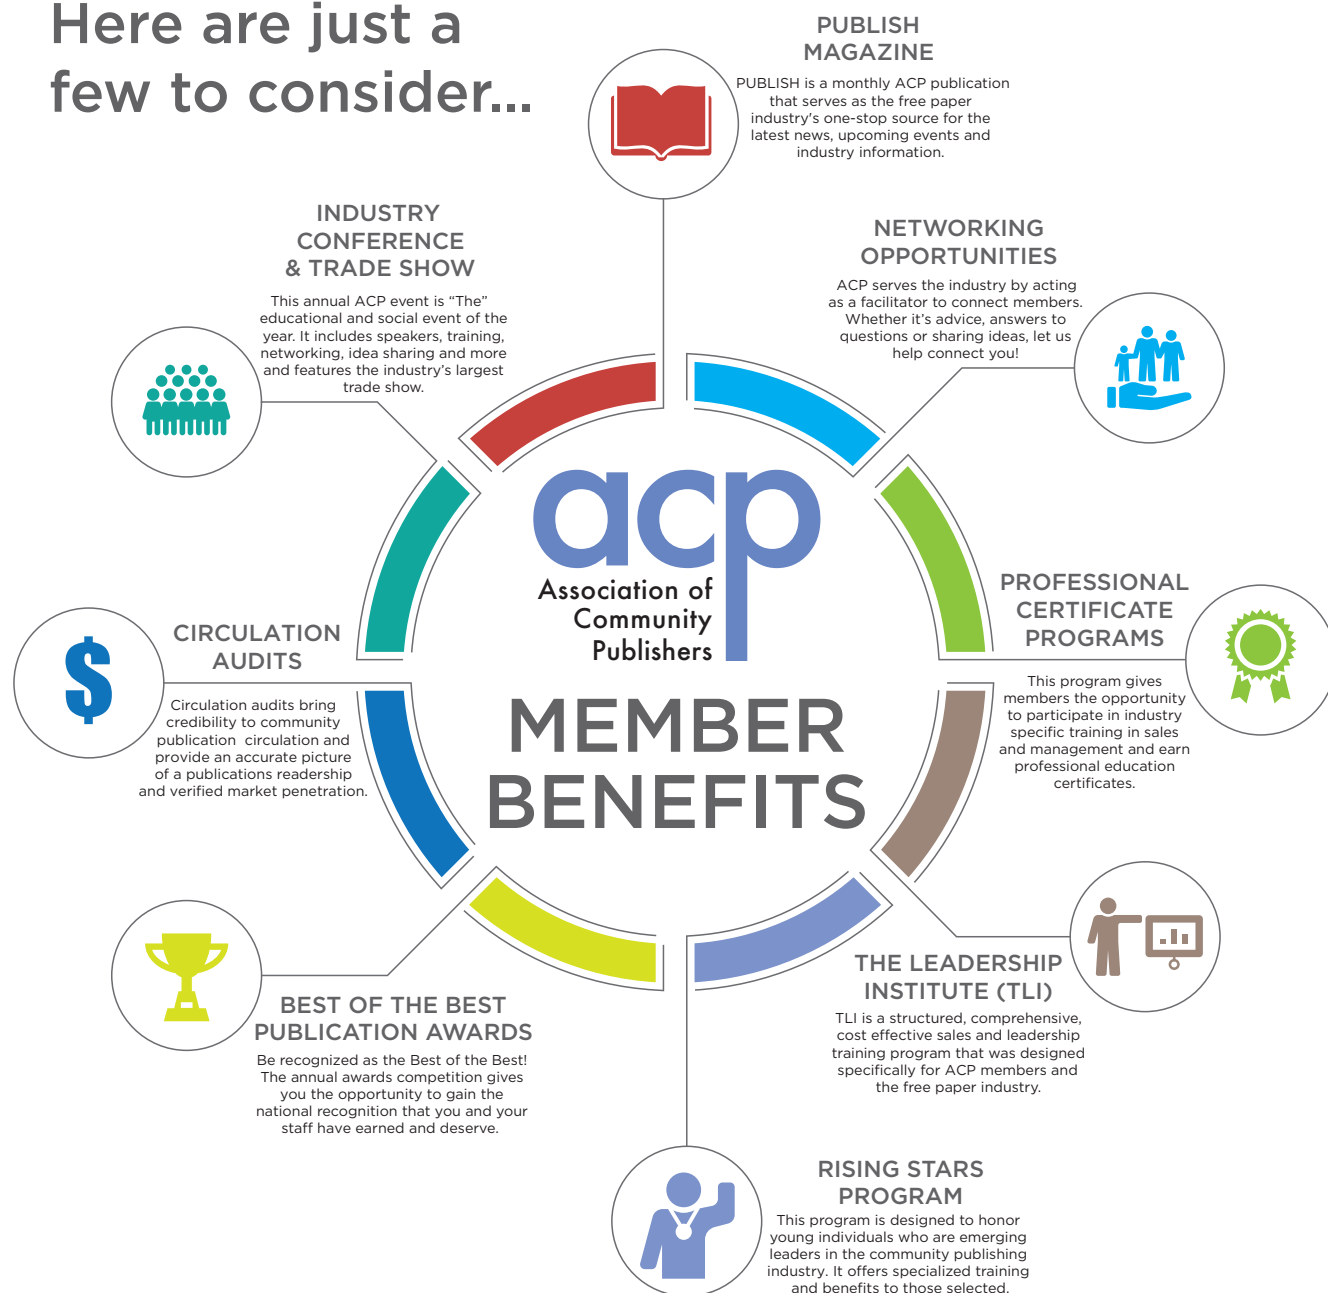 Here are just a
few to consider...
PUBLISH
MAGAZINE
PUBLISH is a monthly ACP publication
that serves as the free paper
industry's one-stop source for the
latest news, upcoming events and
industry information.
INDUSTRY
CONFERENCE
& TRADE SHOW
This annual ACP event is “The”
educational and social event of the
year. It includes speakers, training,
networking, idea sharing and more
and features the industry’s largest
trade show.
NETWORKING
OPPORTUNITIES
ACP serves the industry by acting
as a facilitator to connect members.
Whether it’s advice, answers to
questions or sharing ideas, let us
help connect you!
acp
Association of
Community
Publishers
MEMBER
BENEFITS
PROFESSIONAL
CERTIFICATE
PROGRAMS
This program gives
members the opportunity
to participate in industry
specific training in sales
and management and earn
professional education
certificates.
CIRCULATION
AUDITS
$
Circulation audits bring
credibility to community
publication circulation and
provide an accurate picture
of a publications readership
and verified market penetration.
THE LEADERSHIP
INSTITUTE (TLI)
TLI is a structured, comprehensive,
cost effective sales and leadership
training program that was designed
specifically for ACP members and
the free paper industry.
BEST OF THE BEST
PUBLICATION AWARDS
Be recognized as the Best of the Best!
The annual awards competition gives
you the opportunity to gain the
national recognition that you and your
staff have earned and deserve.
RISING STARS
PROGRAM
This program is designed to honor
young individuals who are emerging
leaders in the community publishing
industry. It offers specialized training
and benefits to those selected.